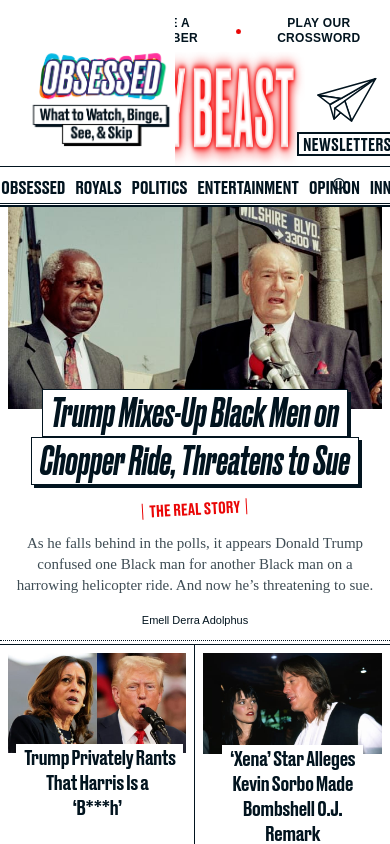 E A
BER
PLAY OUR
CROSSWORD
OBSESSED
What to Watch, Binge,
See, & Skip
Y BEAST
NEWSLETTERS
OBSESSED ROYALS POLITICS ENTERTAINMENT OPINION INN
WILSHIRE BLVD.
3300 W.
Trump Mixes-Up Black Men on
Chopper Ride, Threatens to Sue
THE REAL STORY
As he falls behind in the polls, it appears Donald Trump
confused one Black man for another Black man on a
harrowing helicopter ride. And now he’s threatening to sue.
Emell Derra Adolphus
Trump Privately Rants
That Harris Is a
‘B***h’
‘Xena’ Star Alleges
Kevin Sorbo Made
Bombshell O.J.
Remark